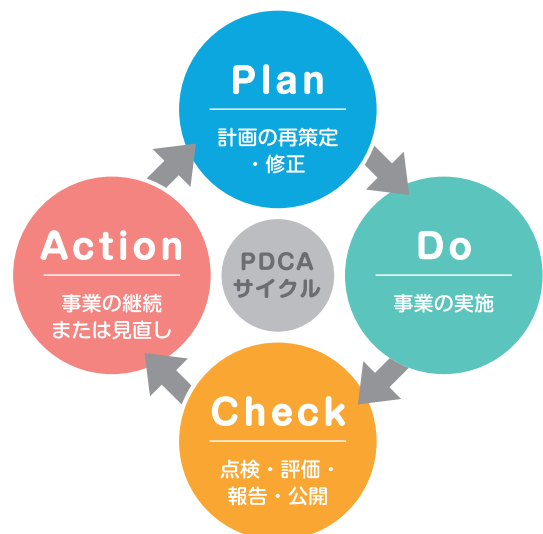 Plan
計画の再策定
・修正
Do
事業の実施
Check
点検・評価・
報告・公開
Action
事業の継続
または見直し
PDCA
サイクル